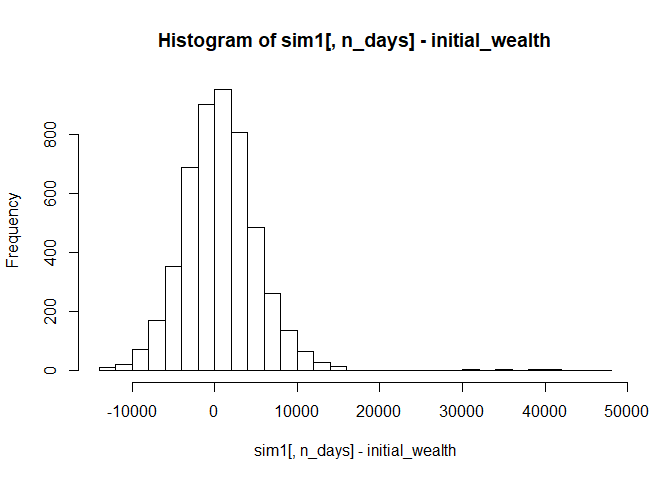 Histogram of sim1[, n_days] - initial_wealth
Frequency
800
600
400
200
0
-10000 0 10000 20000 30000 40000 50000
sim1[, n_days] - initial_wealth